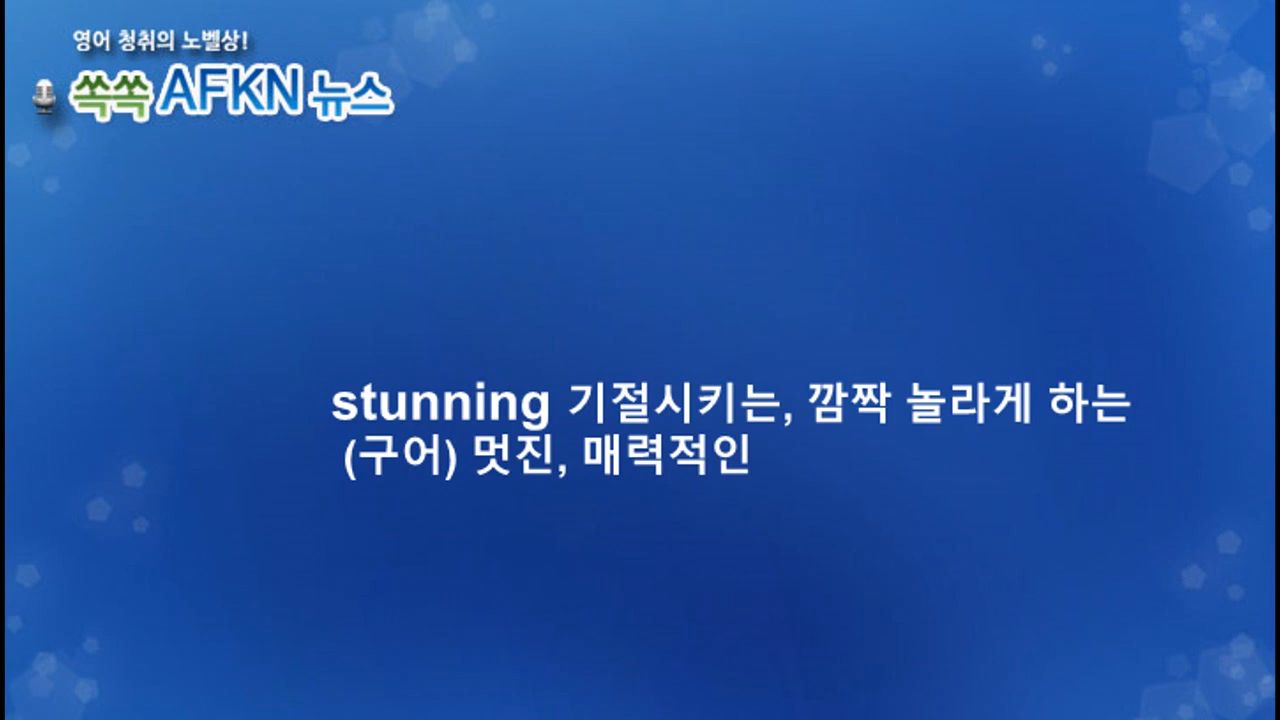 영어 청취의 노벨상!
쏙쏙 AFKN 뉴스
stunning 기절시키는, 깜짝 놀라게 하는
(구어) 멋진, 매력적인